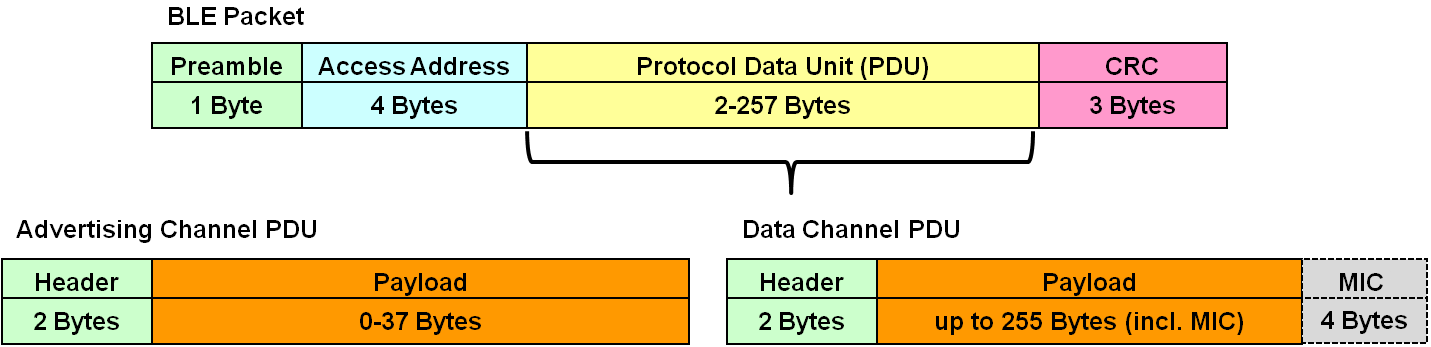 BLE Packet
Preamble Access Address Protocol Data Unit (PDU) CRC
1 Byte 4 Bytes 2-257 Bytes 3 Bytes
Advertising Channel PDU Data Channel PDU
Header Payload Header Payload MIC
2 Bytes 0-37 Bytes 2 Bytes up to 255 Bytes (incl. MIC) 4 Bytes